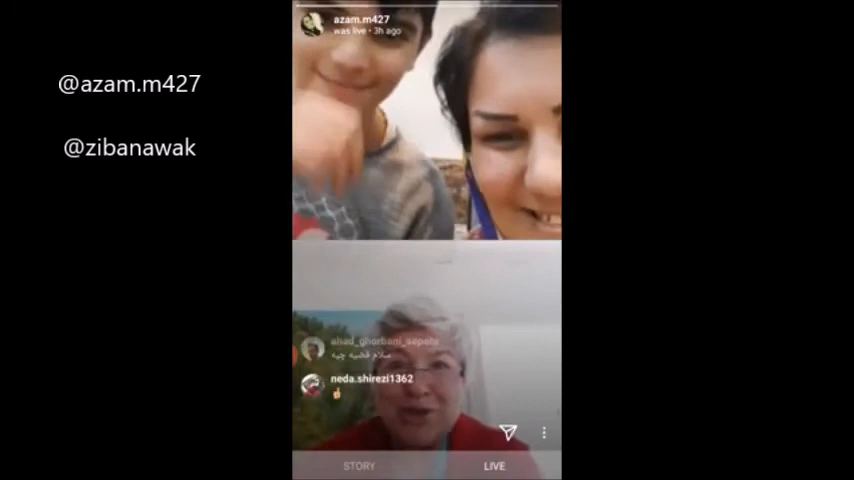 @azam.m427
@zibanawak
azam.m427
was live • 3h ago
سلام قضیه چیه
neda.shirezi1362
STORY
LIVE